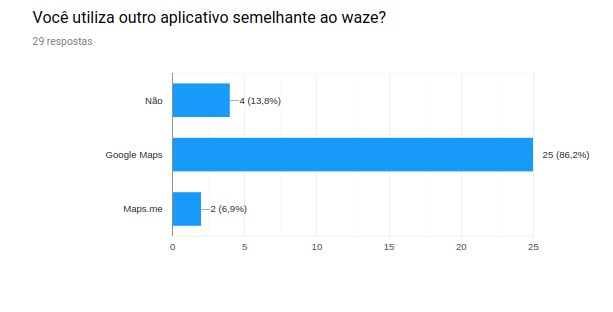 Você utiliza outro aplicativo semelhante ao waze?
29 respostas
Não
4 (13,8%)
Google Maps
25 (86,2%)
Maps.me
2 (6,9%)
0 5 10 15 20 25